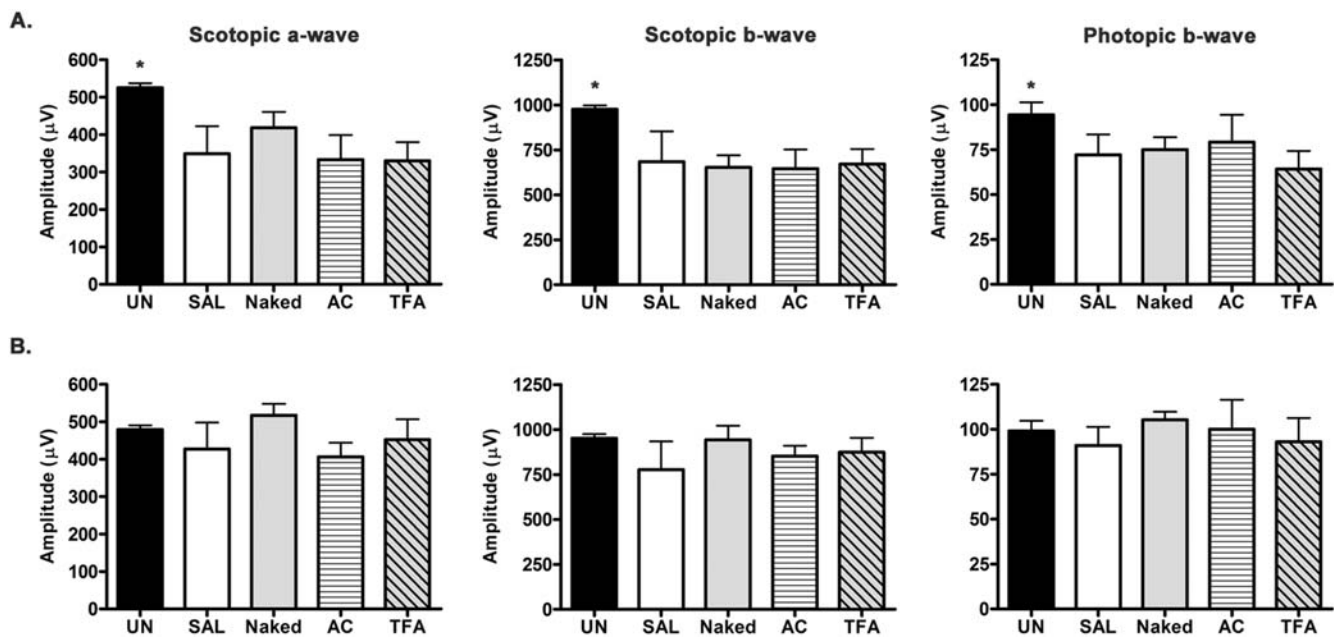 A.
Scotopic a-wave Scotopic b-wave Photopic b-wave
* * *
Amplitude (µV) Amplitude (µV) Amplitude (µV)
600 1250 125
500 1000 100
400 750 75
300 500 50
200 250 25
100 0 0
0
UN SAL Naked AC TFA UN SAL Naked AC TFA UN SAL Naked AC TFA
B.
Amplitude (µV) Amplitude (µV) Amplitude (µV)
600 1250 125
500 1000 100
400 750 75
300 500 50
200 250 25
100 0 0
0
UN SAL Naked AC TFA UN SAL Naked AC TFA UN SAL Naked AC TFA